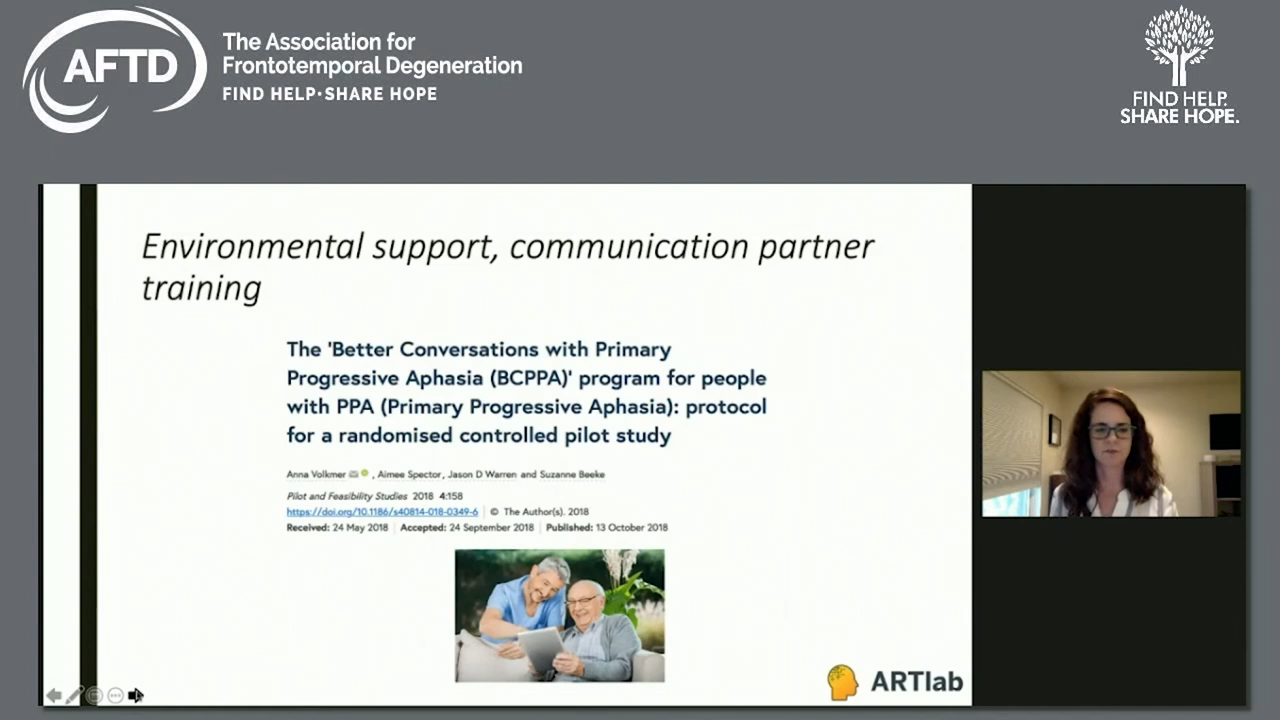 AFTD
The Association for
Frontotemporal Degeneration
FIND HELP•SHARE HOPE
FIND HELP.
SHARE HOPE.
Environmental support, communication partner
training
The 'Better Conversations with Primary
Progressive Aphasia (BCPPA)' program for people
with PPA (Primary Progressive Aphasia): protocol
for a randomised controlled pilot study
Anna Volkmer, Aimee Spector, Jason D Warren and Suzanne Beeke
Pilot and Feasibility Studies 2018 4:158
https://doi.org/10.1186/s40814-018-0349-6 | © The Author(s). 2018
Received: 24 May 2018 | Accepted: 24 September 2018 | Published: 13 October 2018
ARTlab